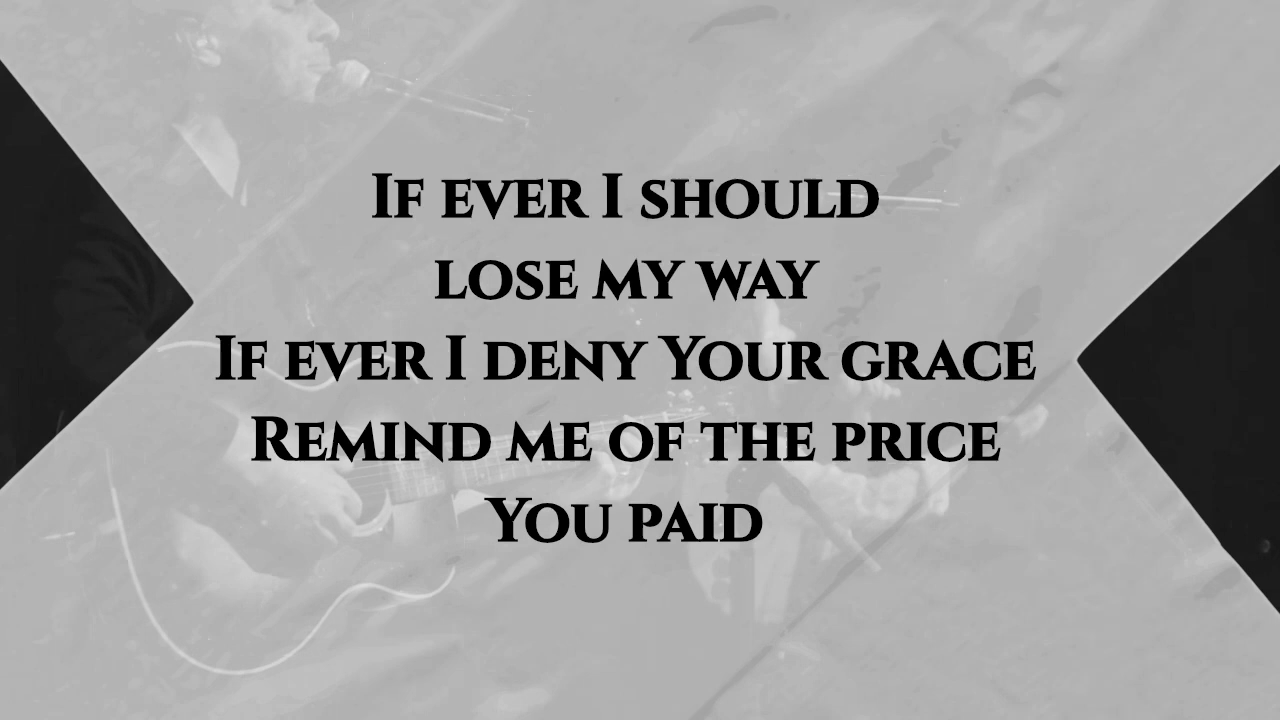 If ever I should
lose my way
If ever I deny Your grace
Remind me of the price
You paid